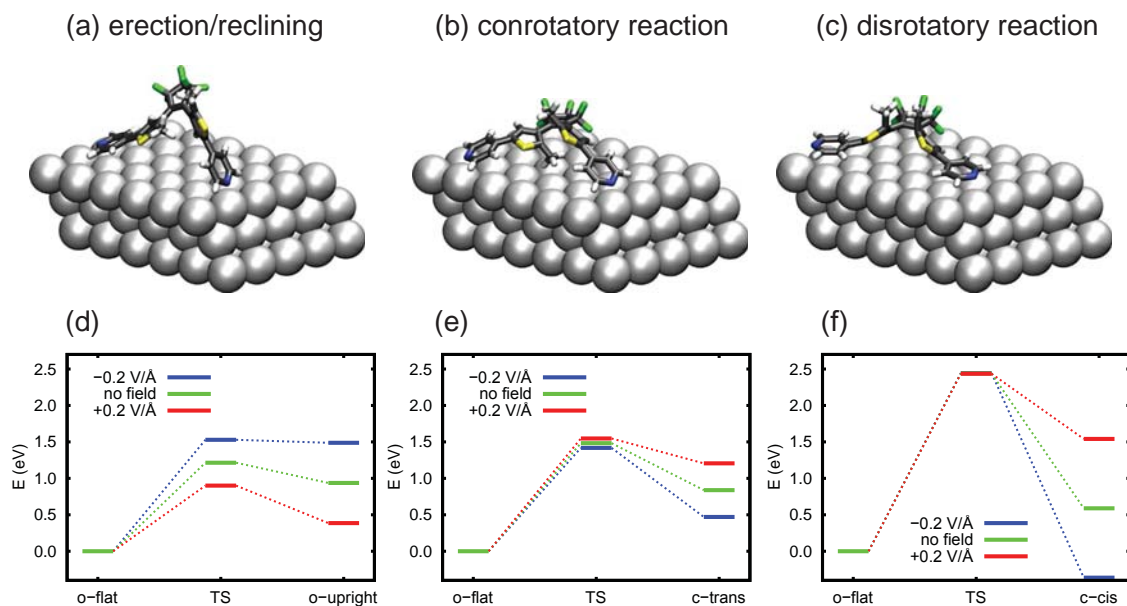 (a) erection/reclining
(b) conrotatory reaction
(c) disrotatory reaction
(d)
E (eV)
2.5
2.0
1.5
1.0
0.5
0.0
−0.2 V/Å
no field
+0.2 V/Å
o−flat
TS
o−upright
(e)
E (eV)
2.5
2.0
1.5
1.0
0.5
0.0
−0.2 V/Å
no field
+0.2 V/Å
o−flat
TS
c−trans
(f)
E (eV)
2.5
2.0
1.5
1.0
0.5
0.0
−0.2 V/Å
no field
+0.2 V/Å
o−flat
TS
c−cis